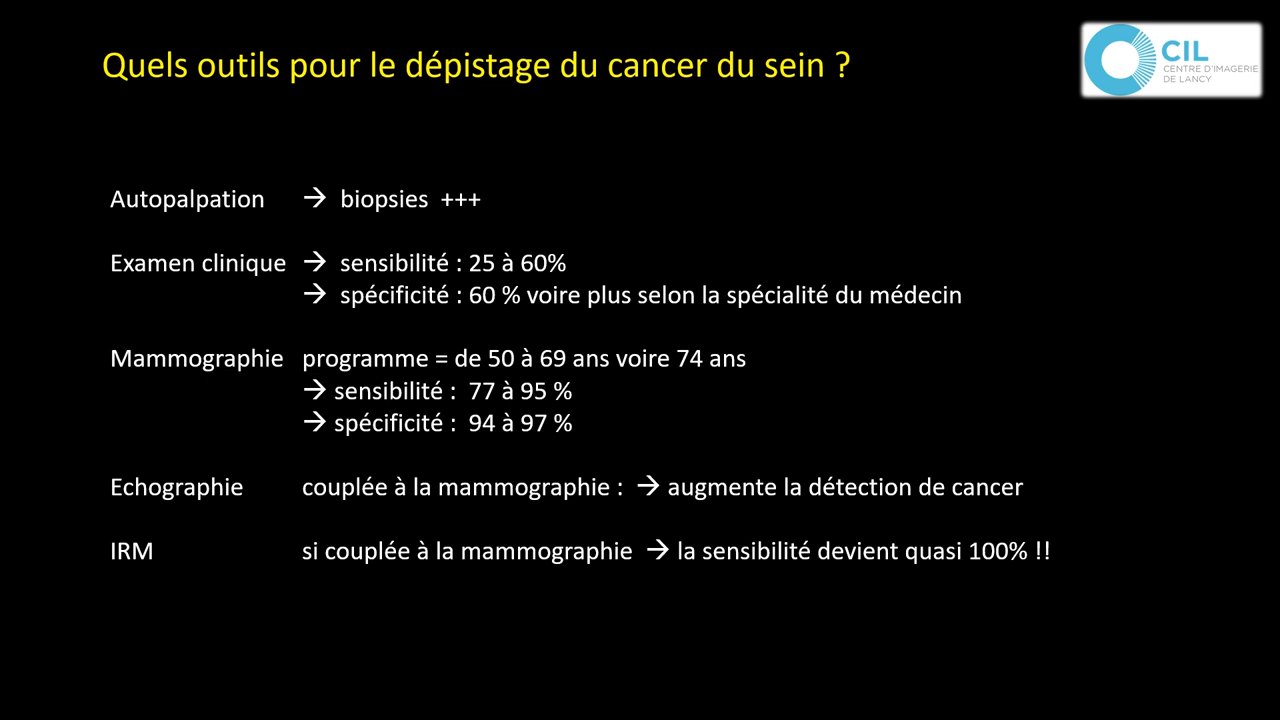 Quels outils pour le dépistage du cancer du sein ?
CIL
CENTRE D'IMAGERIE
DE LANCY
Autopalpation → biopsies +++
Examen clinique → sensibilité : 25 à 60%
→ spécificité : 60 % voire plus selon la spécialité du médecin
Mammographie programme = de 50 à 69 ans voire 74 ans
→ sensibilité : 77 à 95 %
→ spécificité : 94 à 97 %
Echographie couplée à la mammographie : → augmente la détection de cancer
IRM si couplée à la mammographie → la sensibilité devient quasi 100% !!